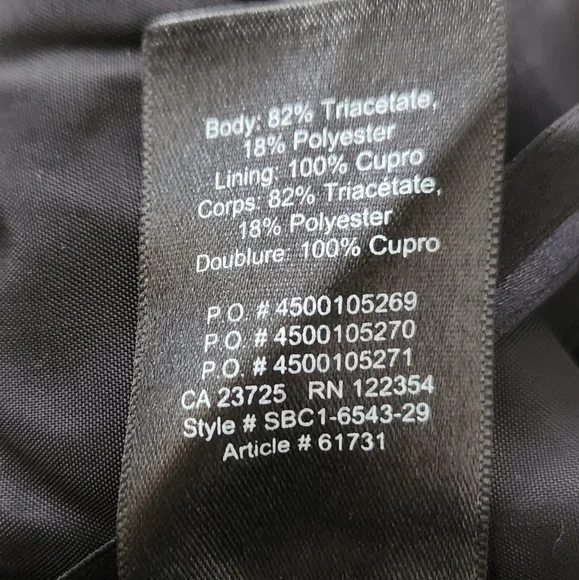 Body: 82% Triacetate,
18% Polyester
Lining: 100% Cupro
Corps: 82% Triacétate,
18% Polyester
Doublure: 100% Cupro
P.O. # 4500105269
P.O. # 4500105270
P.O. # 4500105271
CA 23725 RN 122354
Style # SBC1-6543-29
Article # 61731